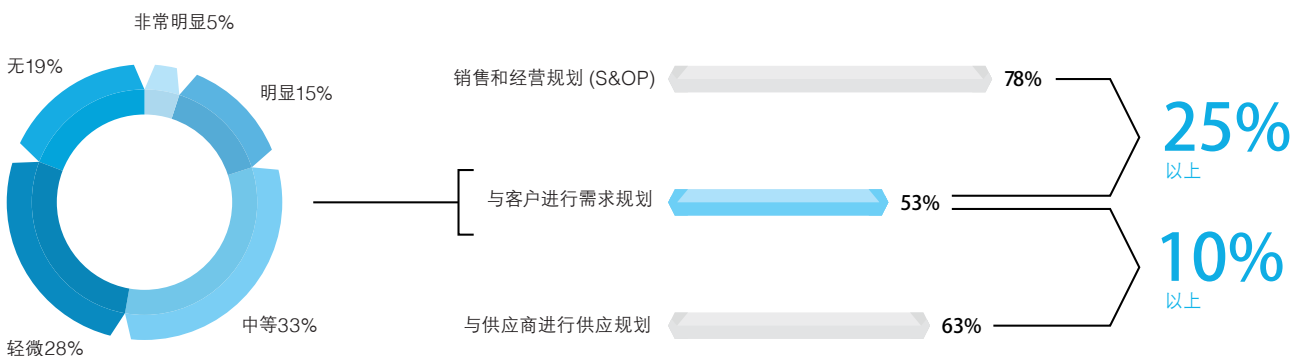 非常明显5%
无19%
明显15%
中等33%
轻微28%
销售和经营规划 (S&OP)
78%
与客户进行需求规划
53%
与供应商进行供应规划
63%
25%
以上
10%
以上